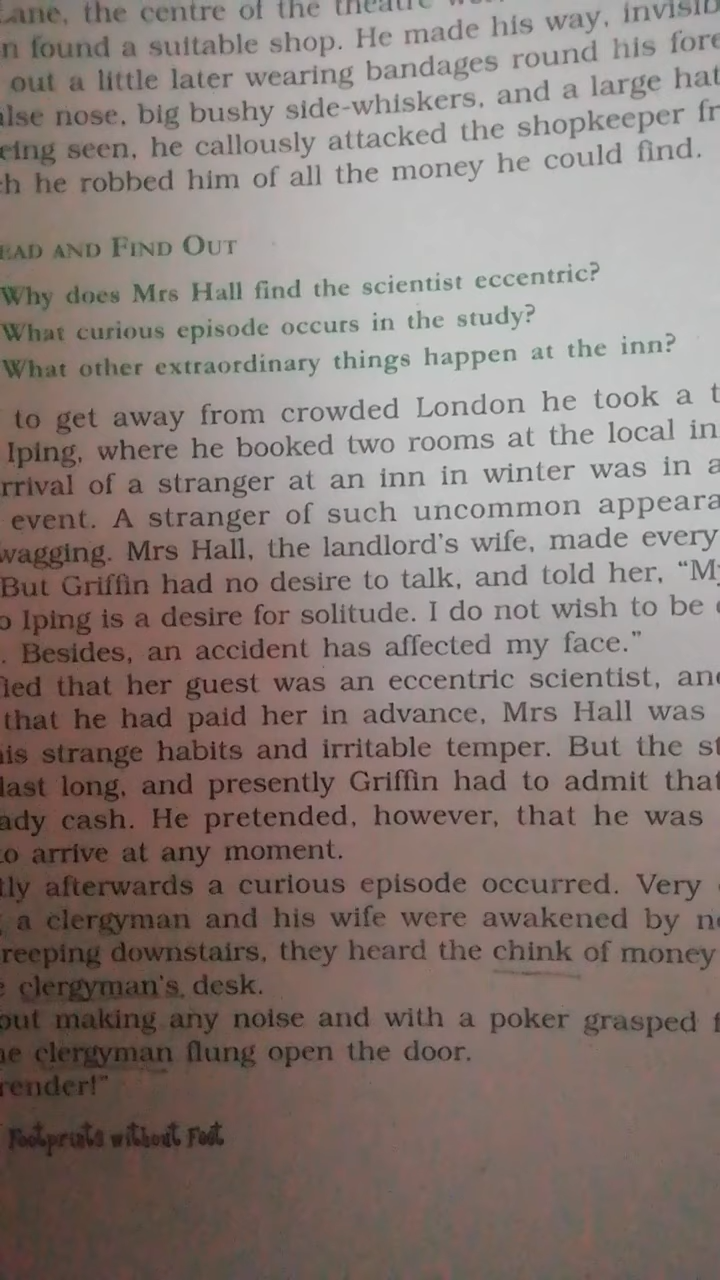 Lane, the centre of the theatre
n found a suitable shop. He made his way, invisib
out a little later wearing bandages round his fore
alse nose, big bushy side-whiskers, and a large hat
eing seen, he callously attacked the shopkeeper fr
ch he robbed him of all the money he could find.
EAD AND FIND OUT
Why does Mrs Hall find the scientist eccentric?
What curious episode occurs in the study?
What other extraordinary things happen at the inn?
to get away from crowded London he took a t
Iping, where he booked two rooms at the local in
rrival of a stranger at an inn in winter was in a
event. A stranger of such uncommon appeara
wagging. Mrs Hall, the landlord's wife, made every
But Griffin had no desire to talk, and told her, "My
o Iping is a desire for solitude. I do not wish to be
. Besides, an accident has affected my face."
fied that her guest was an eccentric scientist, and
that he had paid her in advance, Mrs Hall was
his strange habits and irritable temper. But the st
last long, and presently Griffin had to admit that
ady cash. He pretended, however, that he was
to arrive at any moment.
tly afterwards a curious episode occurred. Very
a clergyman and his wife were awakened by no
reeping downstairs, they heard the chink of money
e clergyman's desk.
out making any noise and with a poker grasped f
he clergyman flung open the door.
render!"
Footprints without Feet